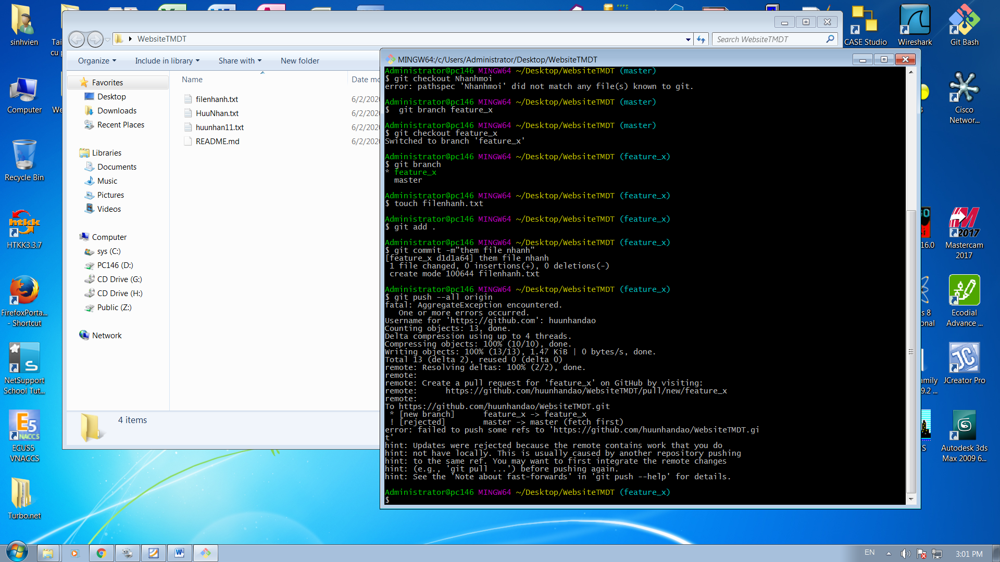 sinhvien
Tai
cu p
Computer
We
Recycle Bin
HTKK3.3.7
FirefoxPorta...
- Shortcut
NetSupport
School Tut...
ECUS5
VNACCS
Turbo.net
WebsiteTMDT
Search WebsiteTMDT
Organize
Include in library
Share with
New folder
Favorites
Desktop
Downloads
Recent Places
Libraries
Documents
Music
Pictures
Videos
Computer
sys (C:)
PC146 (D:)
CD Drive (G:)
CD Drive (H:)
Public (Z:)
Network
Name
Date mo
filenhanh.txt
6/2/202
HuuNhan.txt
6/2/202
huunhan11.txt
6/2/202
README.md
6/2/202
4 items
MINGW64:/c/Users/Administrator/Desktop/WebsiteTMDT
Administrator@pc146 MINGW64 ~/Desktop/WebsiteTMDT (master)
$ git checkout Nhanhmoi
error: pathspec 'Nhanhmoi' did not match any file(s) known to git.
Administrator@pc146 MINGW64 ~/Desktop/WebsiteTMDT (master)
$  git branch feature_x
Administrator@pc146 MINGW64 ~/Desktop/WebsiteTMDT (master)
$ git checkout feature_x
Switched to branch 'feature_x'
Administrator@pc146 MINGW64 ~/Desktop/WebsiteTMDT (feature_x)
$ git branch
* feature_x
  master
Administrator@pc146 MINGW64 ~/Desktop/WebsiteTMDT (feature_x)
$ touch filenhanh.txt
Administrator@pc146 MINGW64 ~/Desktop/WebsiteTMDT (feature_x)
$ git add .
Administrator@pc146 MINGW64 ~/Desktop/WebsiteTMDT (feature_x)
$ git commit -m"them file nhanh"
[feature_x d1d1a64] them file nhanh
 1 file changed, 0 insertions(+), 0 deletions(-)
 create mode 100644 filenhanh.txt
Administrator@pc146 MINGW64 ~/Desktop/WebsiteTMDT (feature_x)
$ git push --all origin
fatal: AggregateException encountered.
   One or more errors occurred.
Username for 'https://github.com': huunhandao
Counting objects: 13, done.
Delta compression using up to 4 threads.
Compressing objects: 100% (10/10), done.
Writing objects: 100% (13/13), 1.47 KiB | 0 bytes/s, done.
Total 13 (delta 2), reused 0 (delta 0)
remote: Resolving deltas: 100% (2/2), done.
remote:
remote: Create a pull request for 'feature_x' on GitHub by visiting:
remote:      https://github.com/huunhandao/WebsiteTMDT/pull/new/feature_x
remote:
To https://github.com/huunhandao/WebsiteTMDT.git
 * [new branch]      feature_x -> feature_x
 ! [rejected]        master -> master (fetch first)
error: failed to push some refs to 'https://github.com/huunhandao/WebsiteTMDT.gi
t'
hint: Updates were rejected because the remote contains work that you do
hint: not have locally. This is usually caused by another repository pushing
hint: to the same ref. You may want to first integrate the remote changes
hint: (e.g., 'git pull ...') before pushing again.
hint: See the 'Note about fast-forwards' in 'git push --help' for details.
Administrator@pc146 MINGW64 ~/Desktop/WebsiteTMDT (feature_x)
$
CASE Studio
Wireshark
Git Bash
Cisco
Networ...
16.0
Mastercam
2017
s 8
onal
Ecodial
Advance ...
amily
9.2 ...
JCreator Pro
S
Autodesk 3ds
Max 2009 6...
EN
3:01 PM